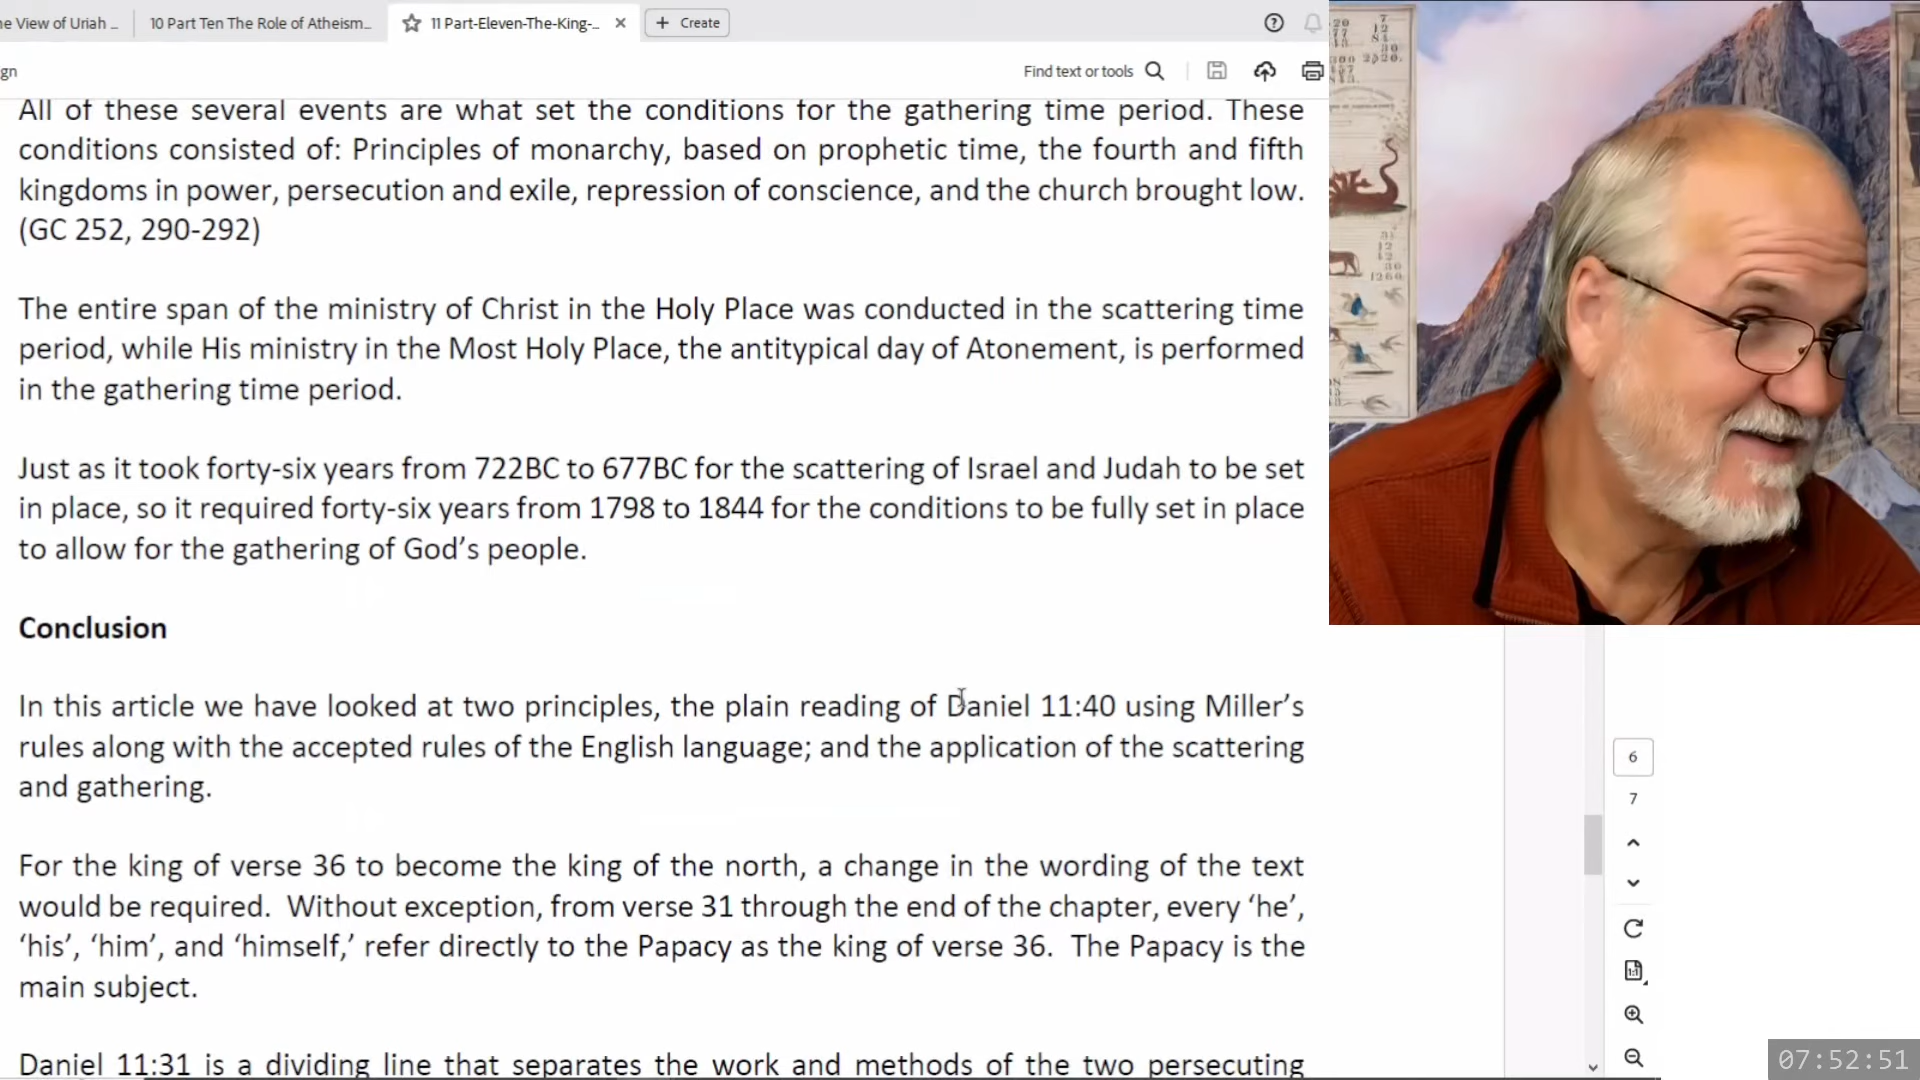 he View of Uriah ...
10 Part Ten The Role of Atheism...
11 Part-Eleven-The-King-...
Create
gn
Find text or tools
All of these several events are what set the conditions for the gathering time period. These
conditions consisted of: Principles of monarchy, based on prophetic time, the fourth and fifth
kingdoms in power, persecution and exile, repression of conscience, and the church brought low.
(GC 252, 290-292)
The entire span of the ministry of Christ in the Holy Place was conducted in the scattering time
period, while His ministry in the Most Holy Place, the antitypical day of Atonement, is performed
in the gathering time period.
Just as it took forty-six years from 722BC to 677BC for the scattering of Israel and Judah to be set
in place, so it required forty-six years from 1798 to 1844 for the conditions to be fully set in place
to allow for the gathering of God's people.
Conclusion
In this article we have looked at two principles, the plain reading of Daniel 11:40 using Miller's
rules along with the accepted rules of the English language; and the application of the scattering
and gathering.
For the king of verse 36 to become the king of the north, a change in the wording of the text
would be required.  Without exception, from verse 31 through the end of the chapter, every 'he',
'his', 'him', and 'himself,' refer directly to the Papacy as the king of verse 36.  The Papacy is the
main subject.
Daniel 11:31 is a dividing line that separates the work and methods of the two persecuting
6
7
07:52:51